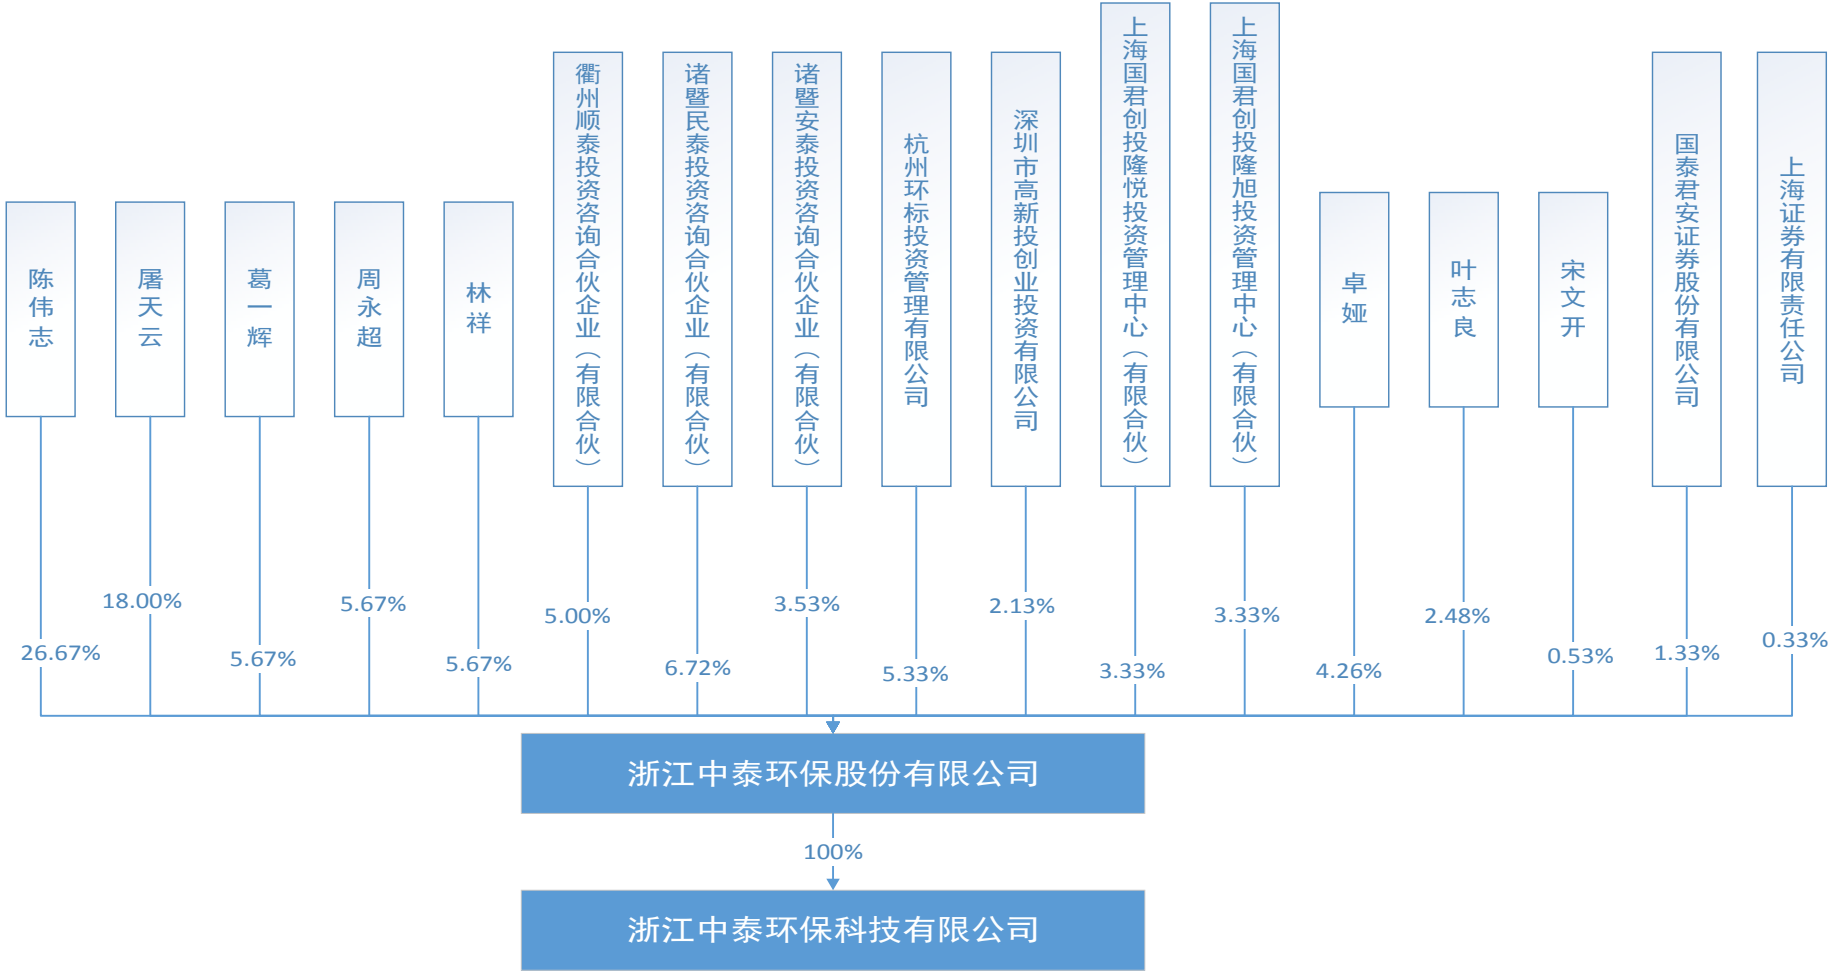 陈伟志
屠天云
葛一辉
周永超
林祥
衢州顺泰投资咨询合伙企业（有限合伙）
诸暨民泰投资咨询合伙企业（有限合伙）
诸暨安泰投资咨询合伙企业（有限合伙）
杭州环标投资管理有限公司
深圳市高新投创业投资有限公司
上海国君创投隆悦投资管理中心（有限合伙）
上海国君创投隆旭投资管理中心（有限合伙）
卓娅
叶志良
宋文开
国泰君安证券股份有限公司
上海证券有限责任公司
26.67%
18.00%
5.67%
5.67%
5.67%
5.00%
6.72%
3.53%
5.33%
2.13%
3.33%
3.33%
4.26%
2.48%
0.53%
1.33%
0.33%
浙江中泰环保股份有限公司
100%
浙江中泰环保科技有限公司